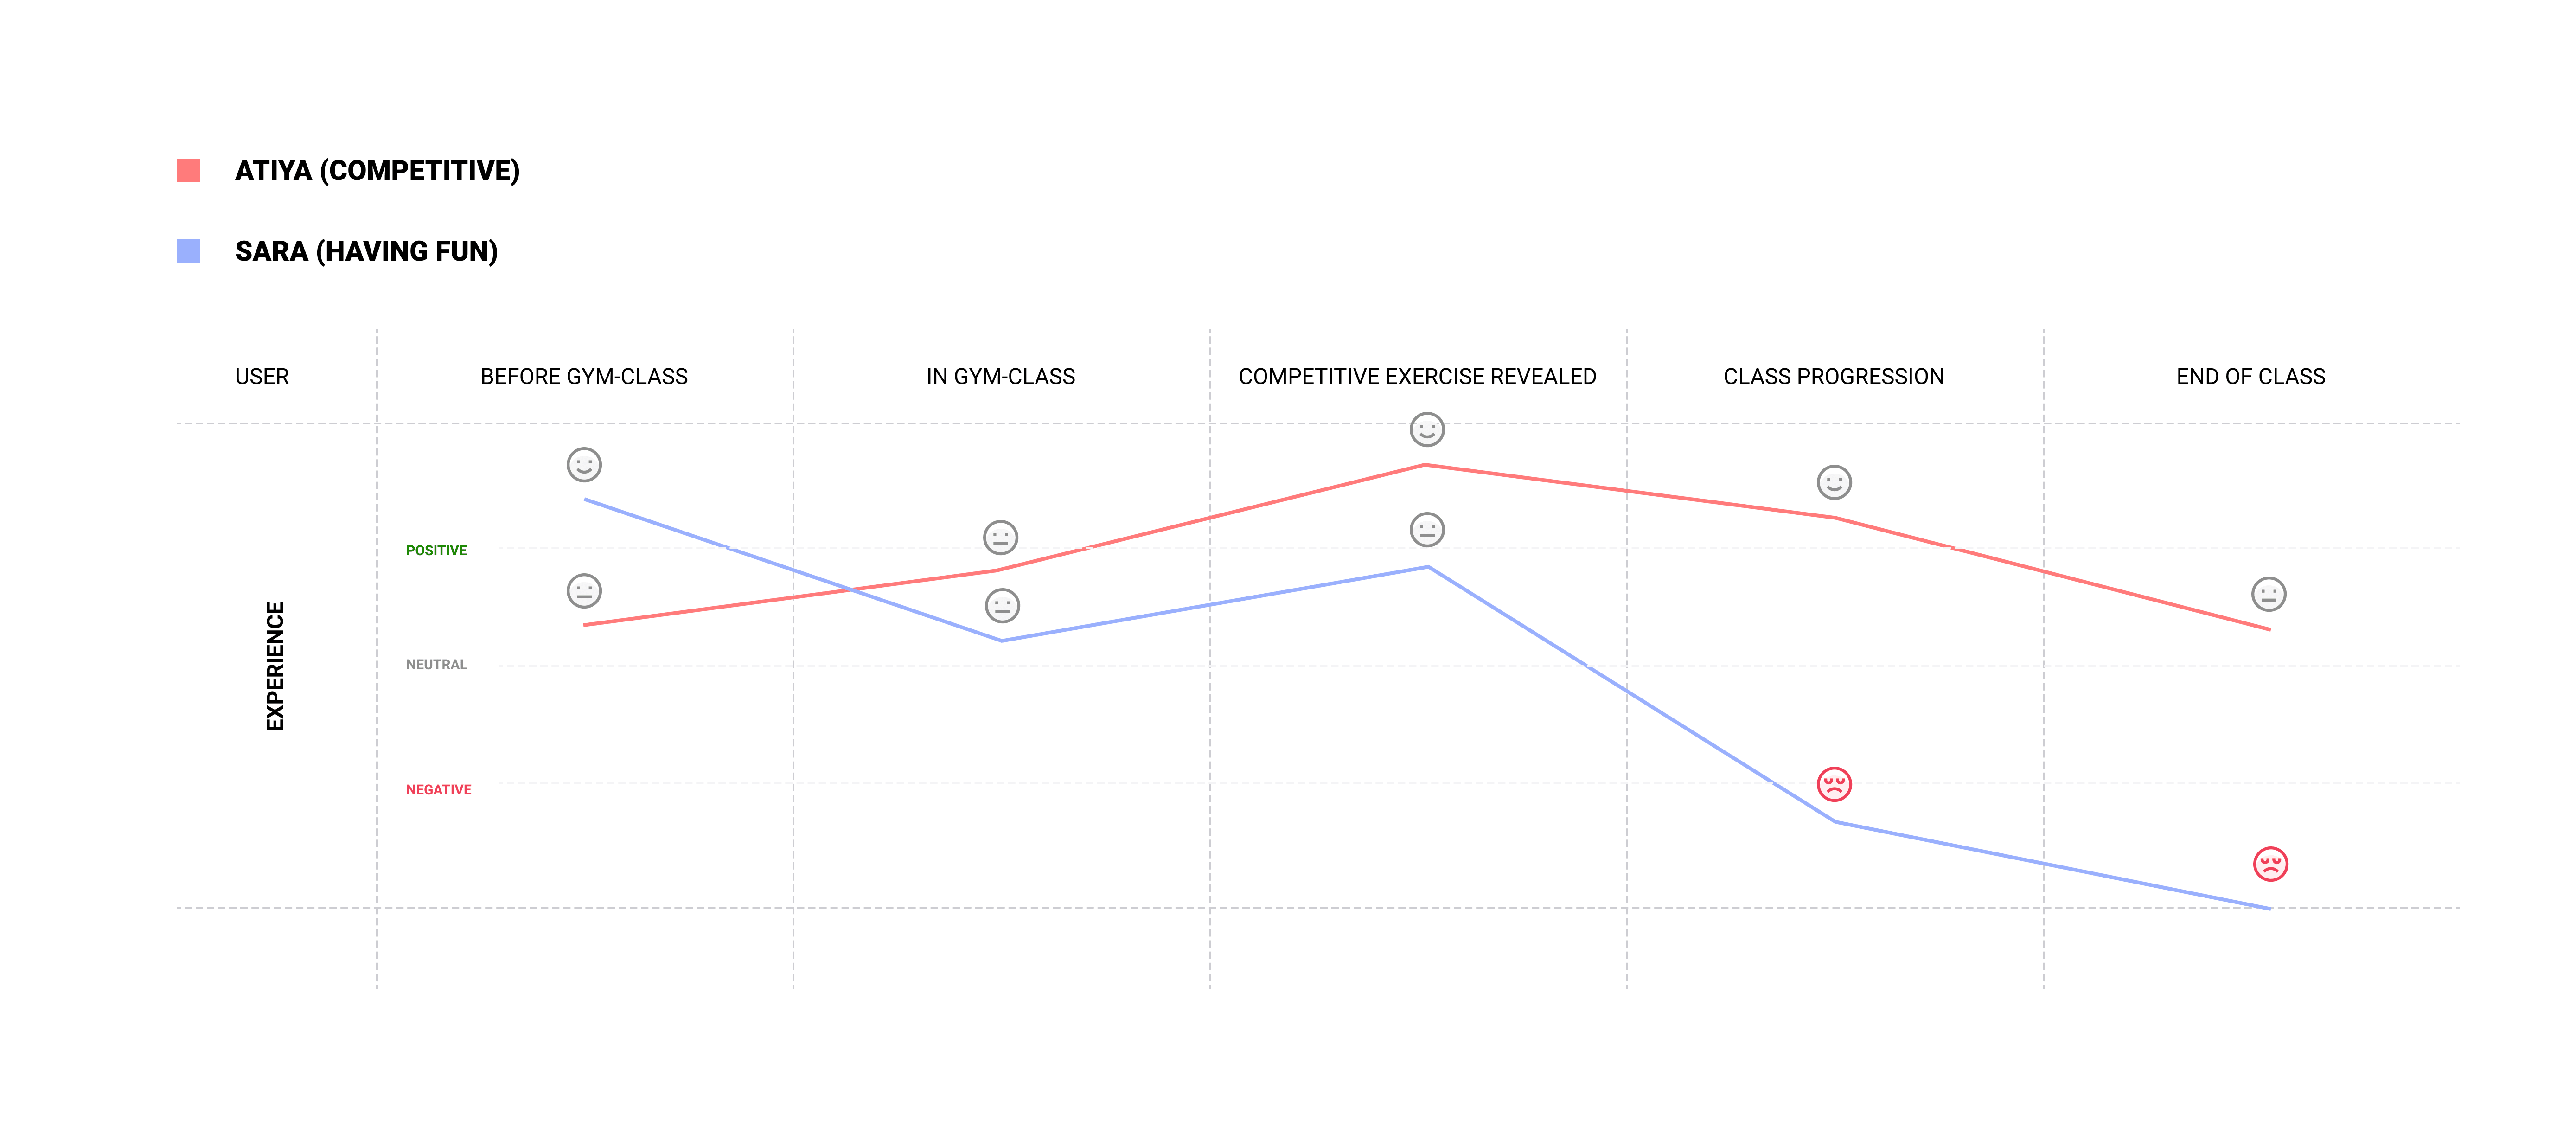 ATIYA (COMPETITIVE)
SARA (HAVING FUN)
USER
BEFORE GYM-CLASS
IN GYM-CLASS
COMPETITIVE EXERCISE REVEALED
CLASS PROGRESSION
END OF CLASS
EXPERIENCE
POSITIVE
NEUTRAL
NEGATIVE